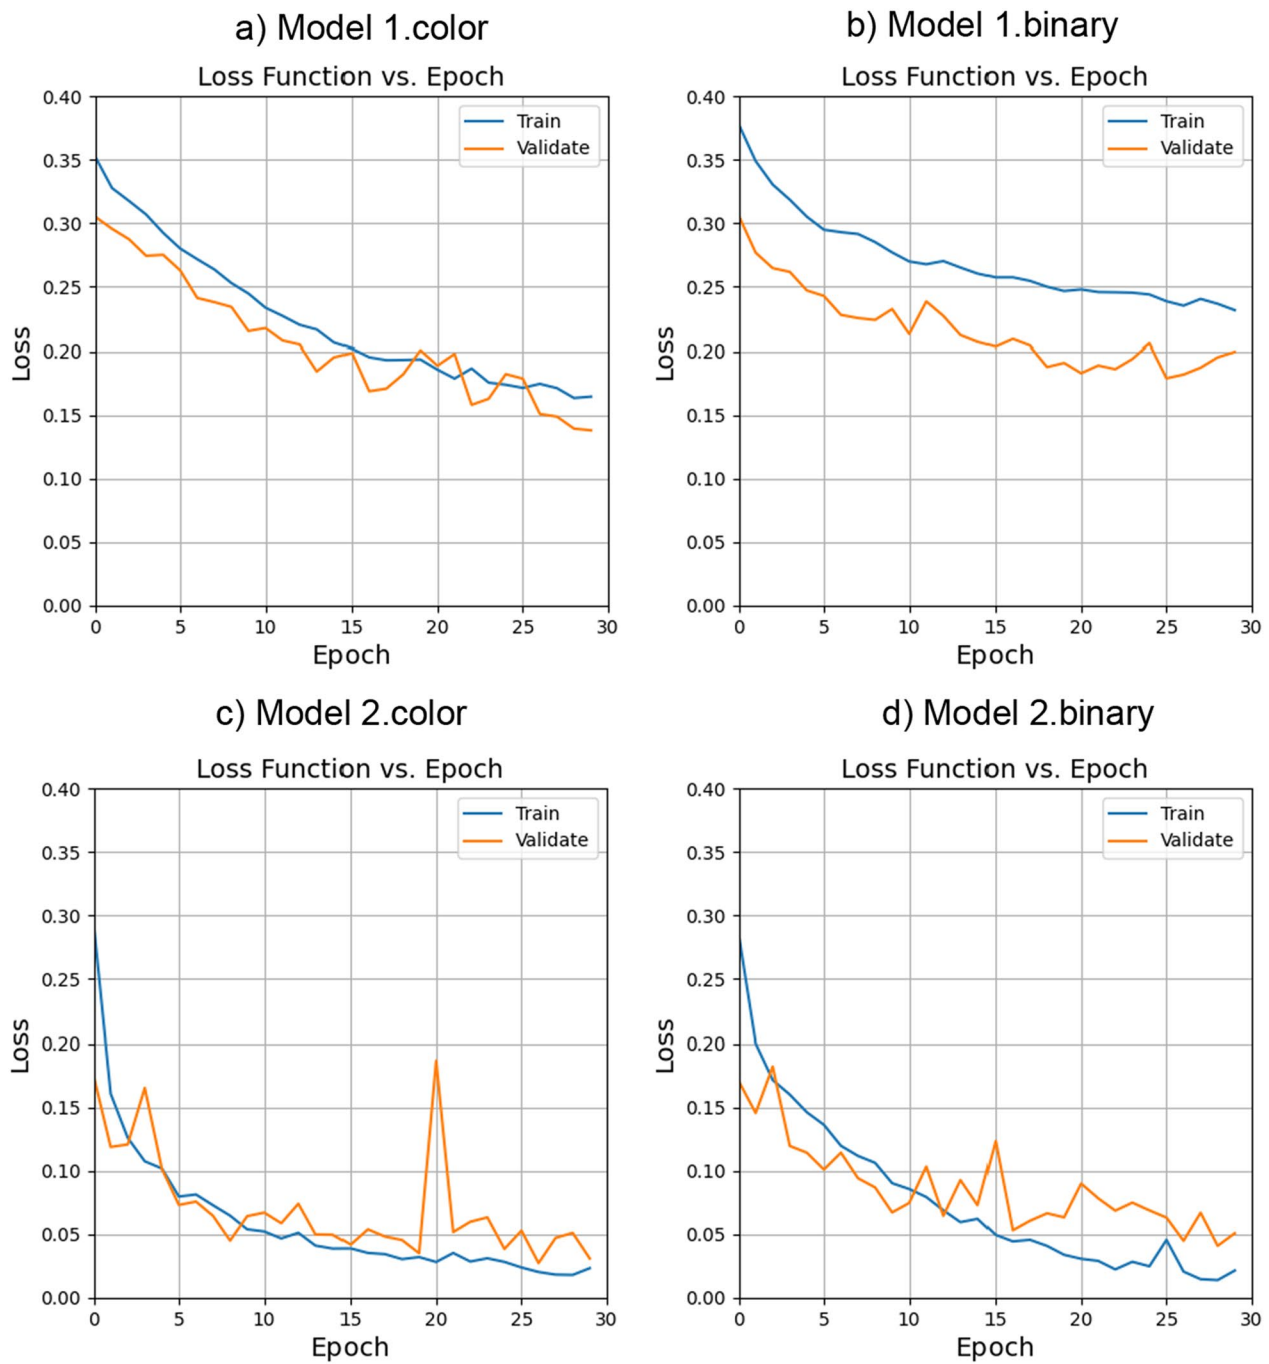 a) Model 1.color
Loss Function vs. Epoch
0.40
0.35
0.30
0.25
0.20
0.15
0.10
0.05
0.00
Loss
Train
Validate
0 5 10 15 20 25 30
Epoch
b) Model 1.binary
Loss Function vs. Epoch
0.40
0.35
0.30
0.25
0.20
0.15
0.10
0.05
0.00
Loss
Train
Validate
0 5 10 15 20 25 30
Epoch
c) Model 2.color
Loss Function vs. Epoch
0.40
0.35
0.30
0.25
0.20
0.15
0.10
0.05
0.00
Loss
Train
Validate
0 5 10 15 20 25 30
Epoch
d) Model 2.binary
Loss Function vs. Epoch
0.40
0.35
0.30
0.25
0.20
0.15
0.10
0.05
0.00
Loss
Train
Validate
0 5 10 15 20 25 30
Epoch